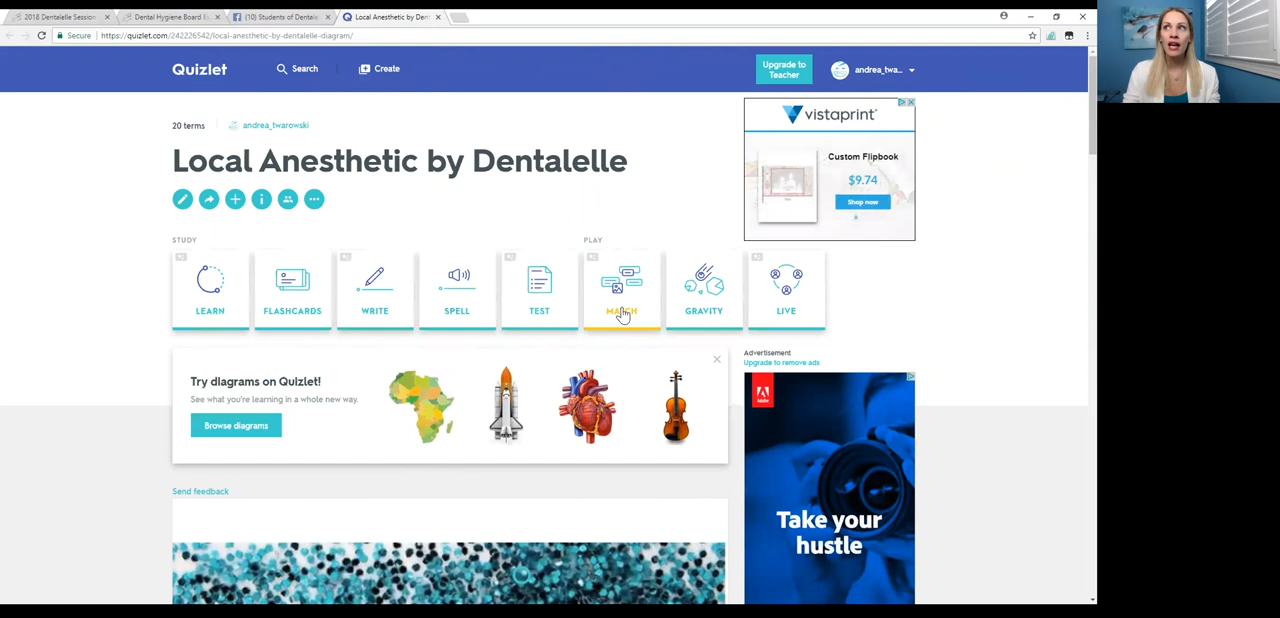 2018 Dentalelle Session
Dental Hygiene Board Ex
(10) Students of Dentale
Local Anesthetic by Dent
Secure
https://quizlet.com/242226542/local-anesthetic-by-dentalelle-diagram/
Quizlet
Search
Create
Upgrade to
Teacher
andrea_twa...
20 terms
andrea_twarowski
Local Anesthetic by Dentalelle
vistaprint
Custom Flipbook
$9.74
Shop now
STUDY
PLAY
LEARN
FLASHCARDS
WRITE
SPELL
TEST
MATCH
GRAVITY
LIVE
Try diagrams on Quizlet!
See what you're learning in a whole new way.
Browse diagrams
Advertisement
Upgrade to remove ads
Send feedback
Take your
hustle